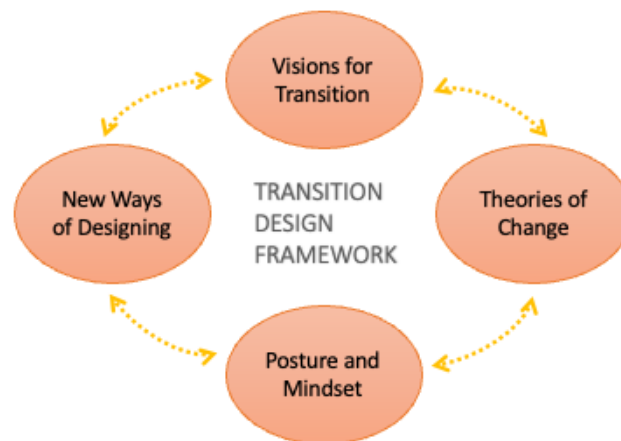 Visions for
Transition
New Ways
of Designing
TRANSITION
DESIGN
FRAMEWORK
Theories of
Change
Posture and
Mindset